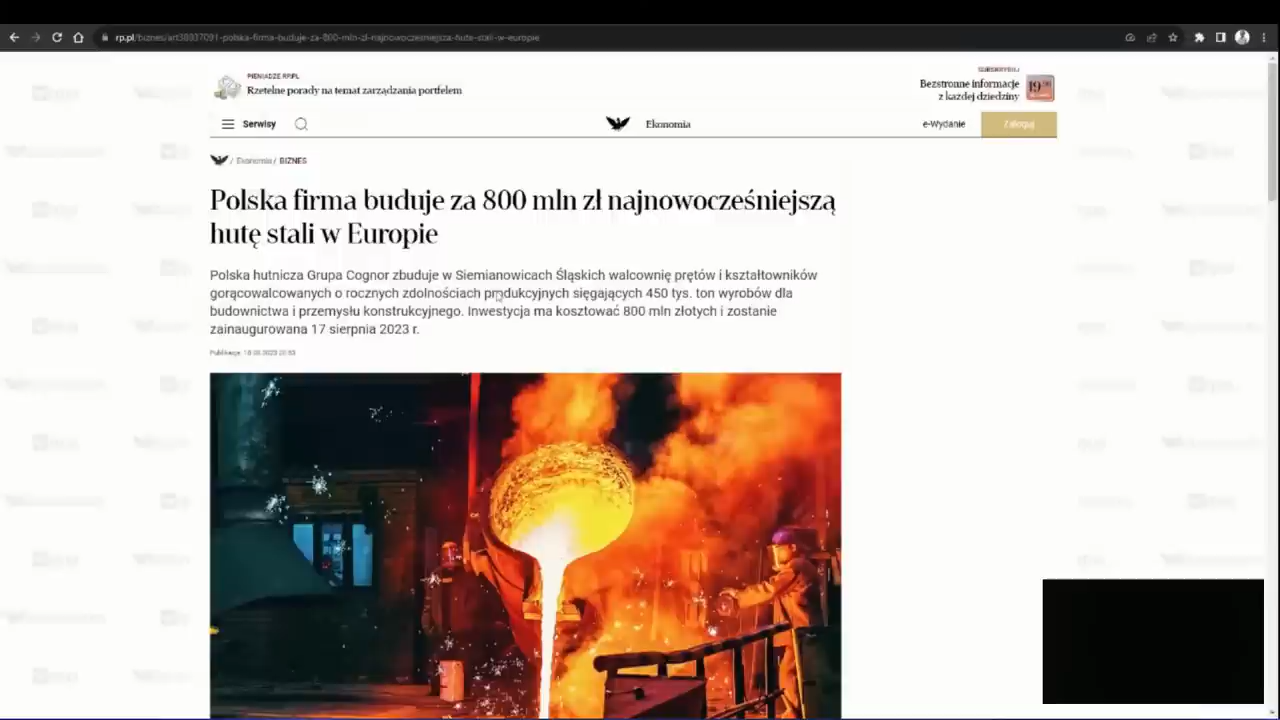 rp.pl/biznes/art38937091-polska-firma-buduje-za-800-mln-zl-najnowoczesniejsza-hute-stali-w-europie
PIENIĄDZE RP.PL
Rzetelne porady na temat zarządzania portfelem
Bezstronne informacje
z każdej dziedziny
Serwisy
Ekonomia
e-Wydanie
Zaloguj
/ Ekonomia / BIZNES
Polska firma buduje za 800 mln zł najnowocześniejszą
hutę stali w Europie
Polska hutnicza Grupa Cognor zbuduje w Siemianowicach Śląskich walcownię prętów i kształtowników
gorącowalcowanych o rocznych zdolnościach produkcyjnych sięgających 450 tys. ton wyrobów dla
budownictwa i przemysłu konstrukcyjnego. Inwestycja ma kosztować 800 mln złotych i zostanie
zainaugurowana 17 sierpnia 2023 r.